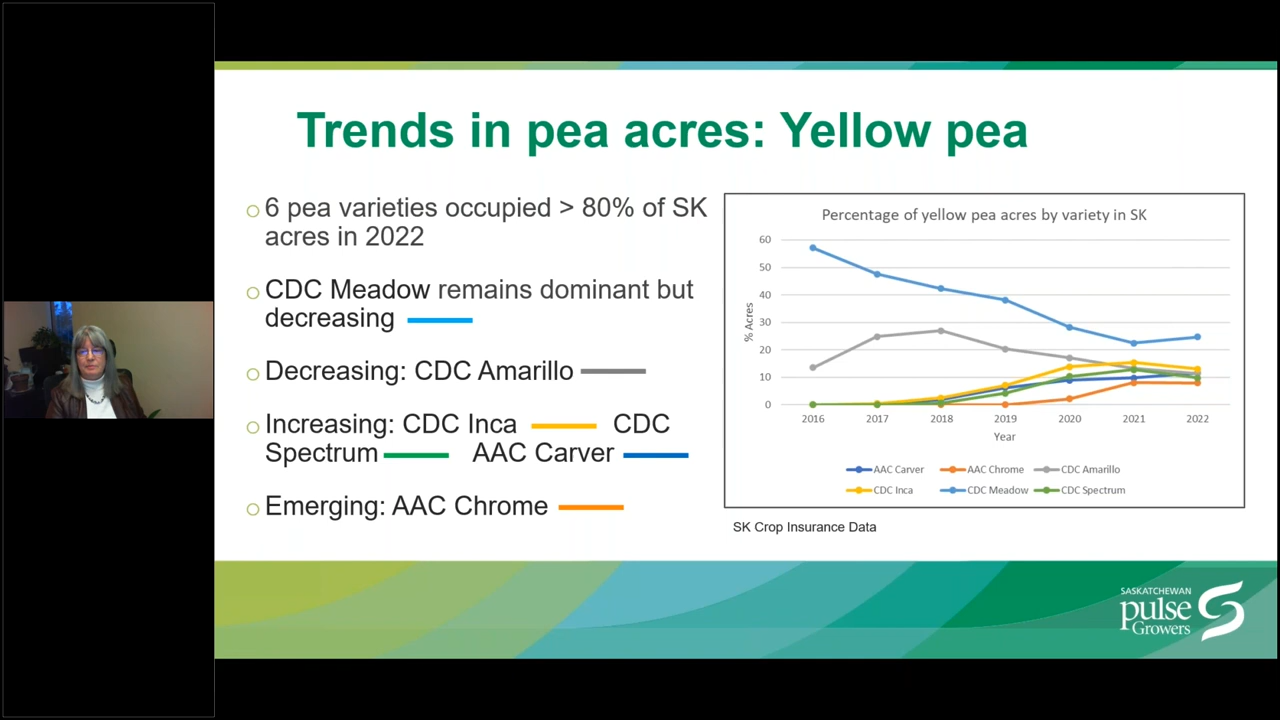 Trends in pea acres: Yellow pea
6 pea varieties occupied > 80% of SK
acres in 2022
CDC Meadow remains dominant but
decreasing
Decreasing: CDC Amarillo
Increasing: CDC Inca CDC
Spectrum AAC Carver
Emerging: AAC Chrome
Percentage of yellow pea acres by variety in SK
60
50
40
30
20
10
0
% Acres
2016 2017 2018 2019 2020 2021 2022
Year
AAC Carver AAC Chrome CDC Amarillo
CDC Inca CDC Meadow CDC Spectrum
SK Crop Insurance Data
SASKATCHEWAN
pulse
Growers